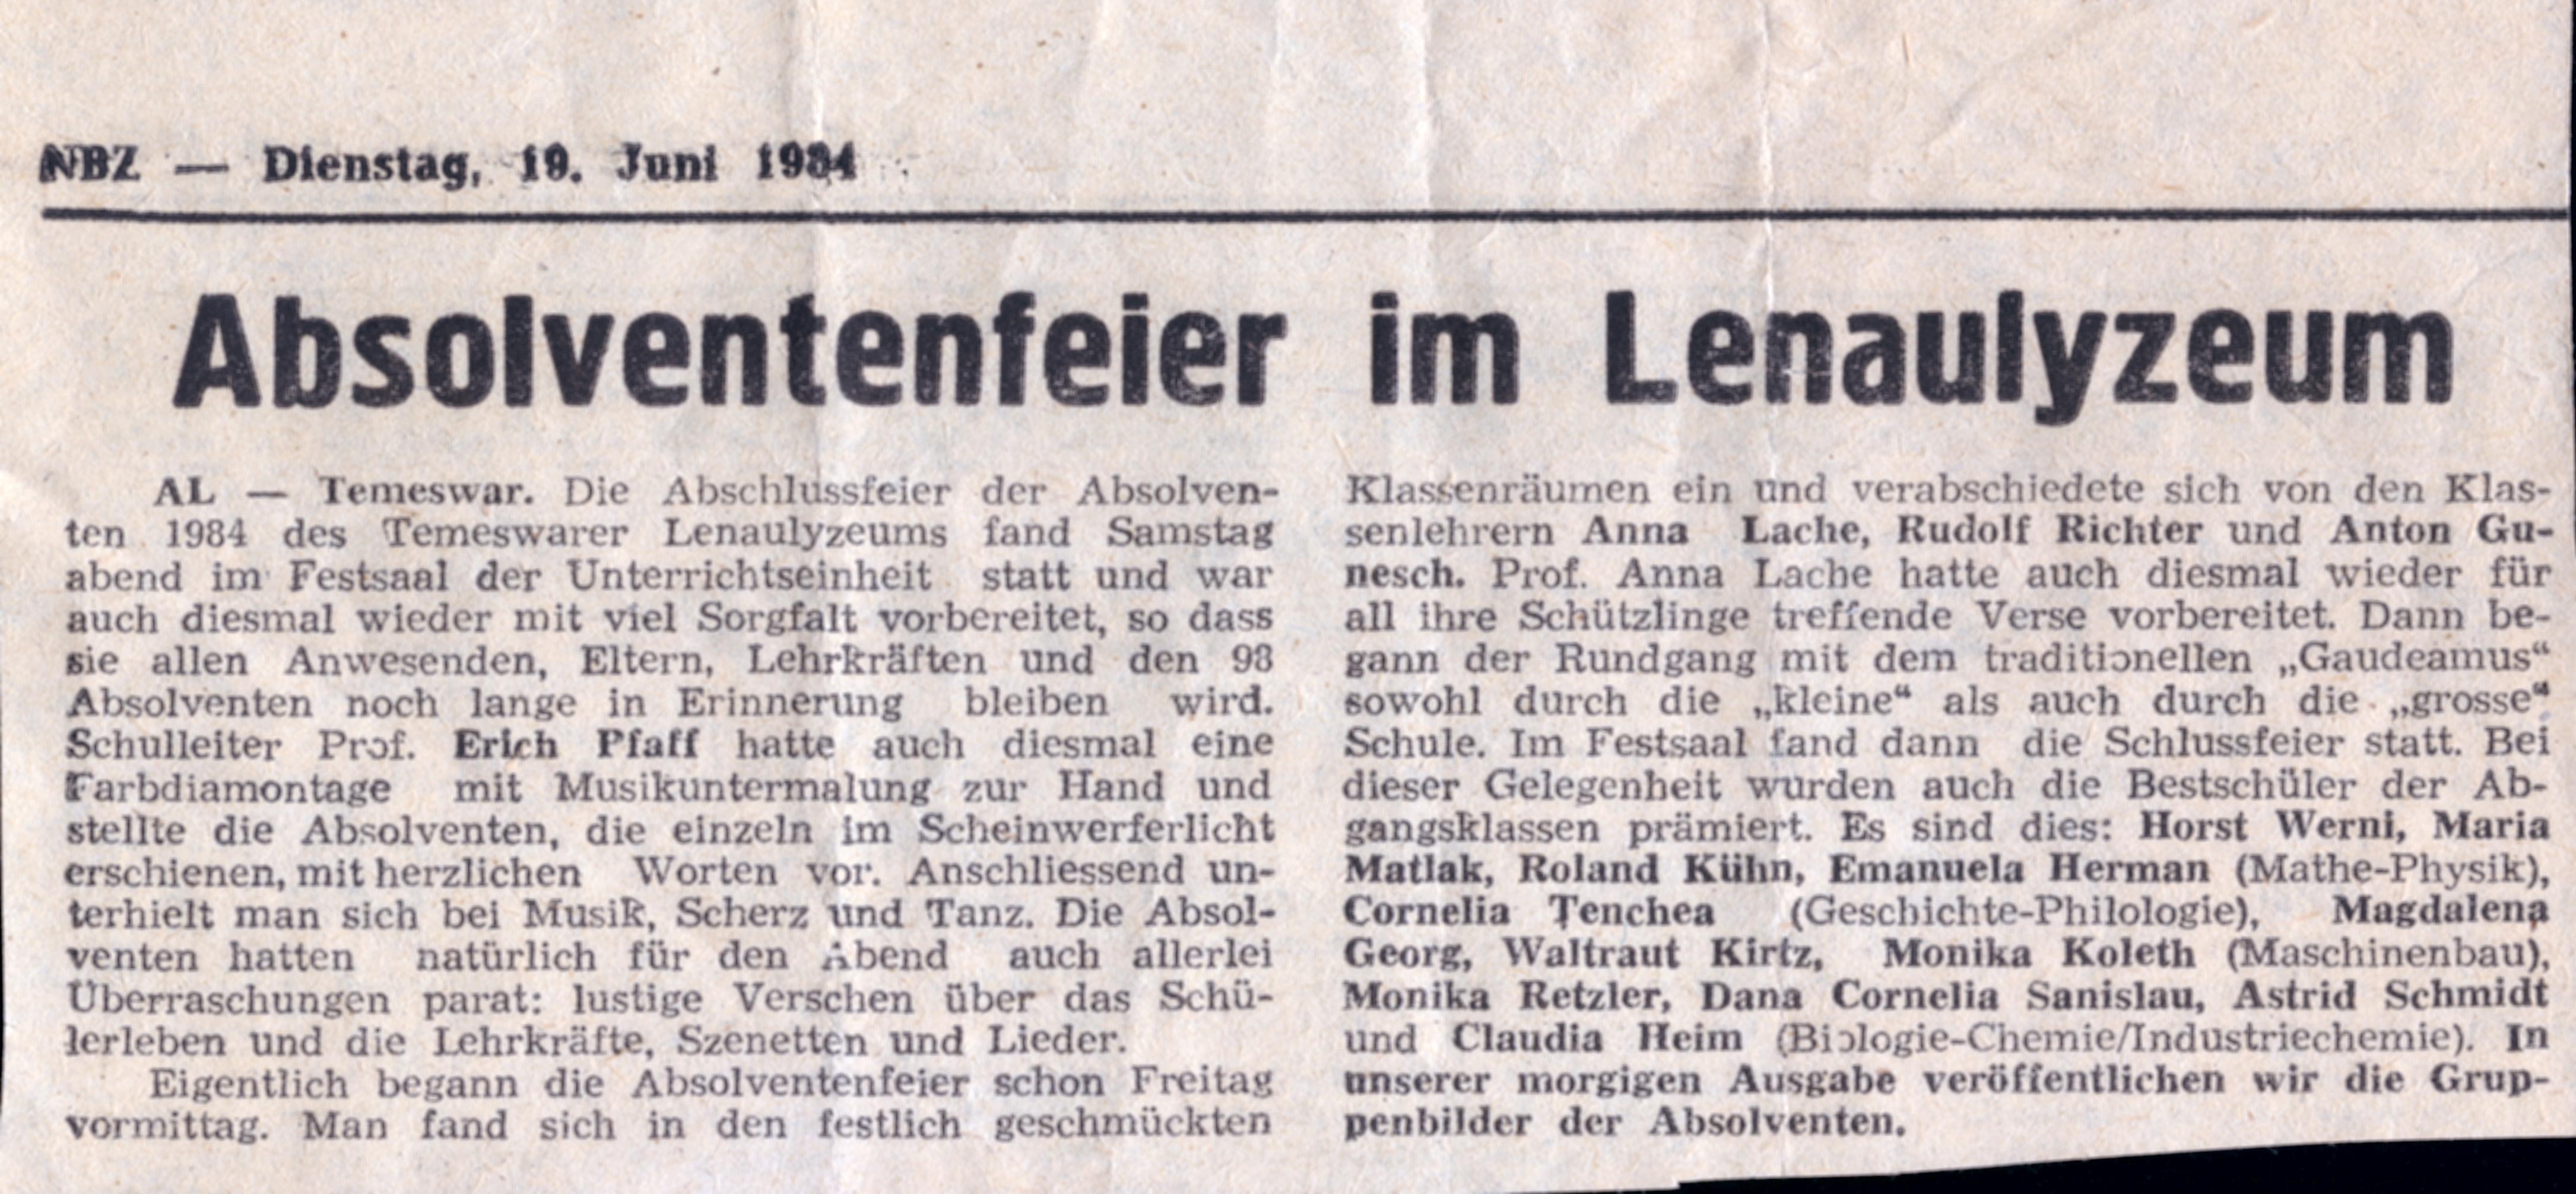 NBZ — Dienstag, 19. Juni 1984
Absolventenfeier im Lenaulyzeum
AL — Temeswar. Die Abschlussfeier der Absolven-
ten 1984 des Temeswarer Lenaulyzeums fand Samstag
abend im Festsaal der Unterrichtseinheit statt und war
auch diesmal wieder mit viel Sorgfalt vorbereitet, so dass
sie allen Anwesenden, Eltern, Lehrkräften und den 98
Absolventen noch lange in Erinnerung bleiben wird.
Schulleiter Prof. Erich Pfaff hatte auch diesmal eine
Farbdiamontage mit Musikuntermalung zur Hand und
stellte die Absolventen, die einzeln im Scheinwerferlicht
erschienen, mit herzlichen Worten vor. Anschliessend un-
terhielt man sich bei Musik, Scherz und Tanz. Die Absol-
venten hatten natürlich für den Abend auch allerlei
Überraschungen parat: lustige Verschen über das Schü-
lerleben und die Lehrkräfte, Szenetten und Lieder.
Eigentlich begann die Absolventenfeier schon Freitag
vormittag. Man fand sich in den festlich geschmückten
Klassenräumen ein und verabschiedete sich von den Klas-
senlehrern Anna Lache, Rudolf Richter und Anton Gu-
nesch. Prof. Anna Lache hatte auch diesmal wieder für
all ihre Schützlinge treffende Verse vorbereitet. Dann be-
gann der Rundgang mit dem traditionellen „Gaudeamus“
sowohl durch die „kleine“ als auch durch die „grosse“
Schule. Im Festsaal fand dann die Schlussfeier statt. Bei
dieser Gelegenheit wurden auch die Bestschüler der Ab-
gangsklassen prämiert. Es sind dies: Horst Werni, Maria
Matlak, Roland Kühn, Emanuela Herman (Mathe-Physik),
Cornelia Ţenchea (Geschichte-Philologie), Magdalena
Georg, Waltraut Kirtz, Monika Koleth (Maschinenbau),
Monika Retzler, Dana Cornelia Sanislau, Astrid Schmidt
und Claudia Heim (Biologie-Chemie/Industriechemie). In
unserer morgigen Ausgabe veröffentlichen wir die Grup-
penbilder der Absolventen.